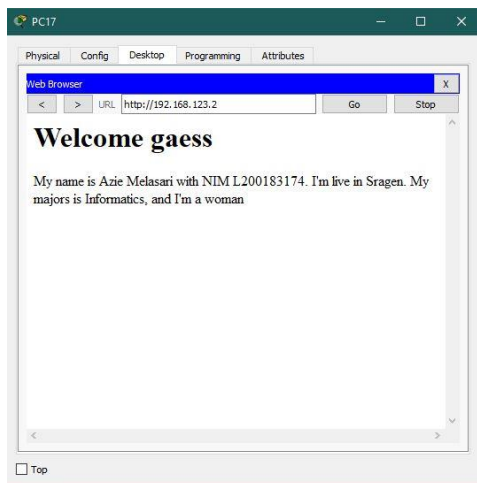 PC17
Physical Config Desktop Programming Attributes
Web Browser X
< > URL http://192.168.123.2 Go Stop
Welcome gaess
My name is Azie Melasari with NIM L200183174. I'm live in Sragen. My
majors is Informatics, and I'm a woman
Top